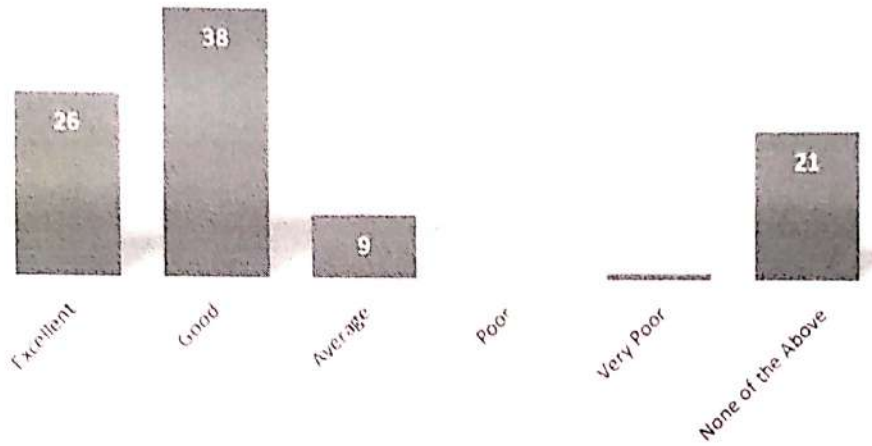 38
26
21
9
Excellent
Good
Average
Poor
Very Poor
None of the Above